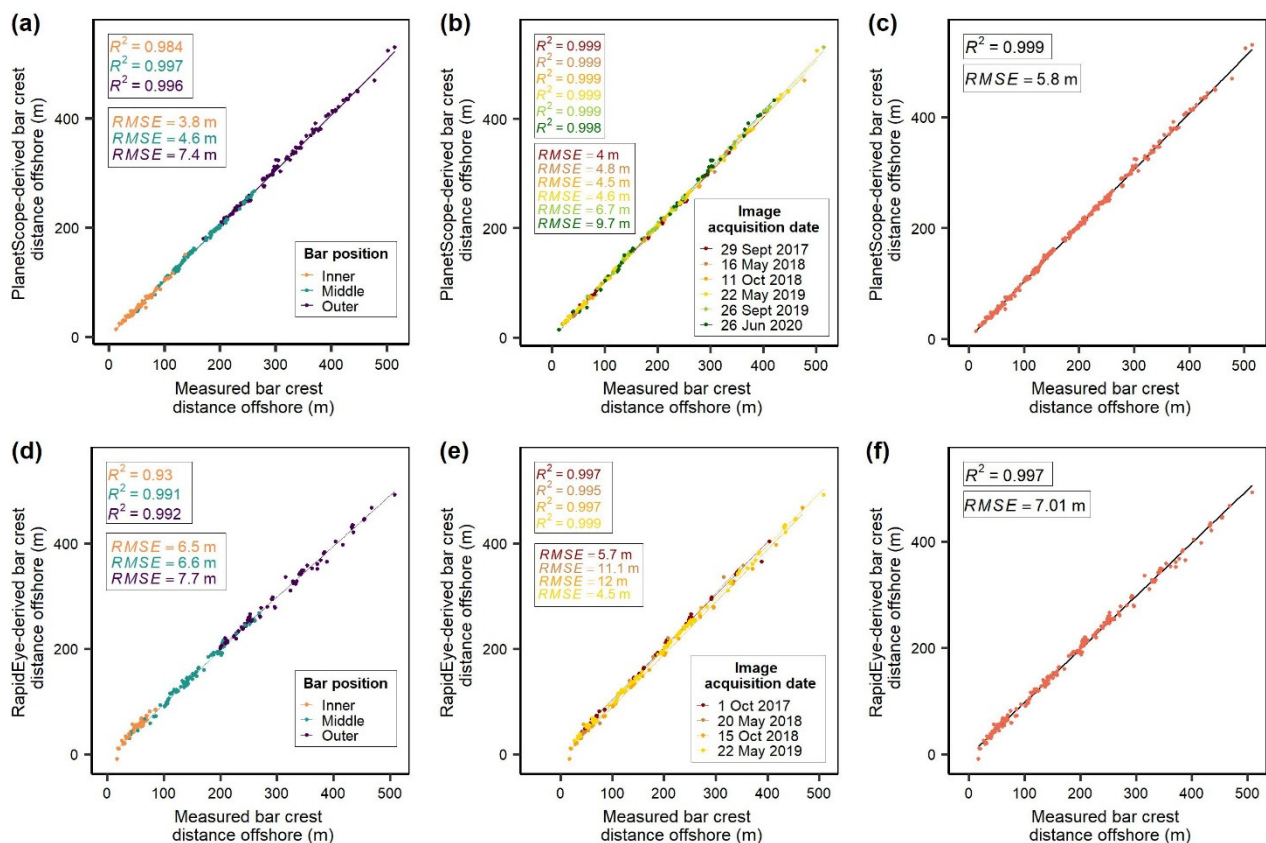 (a)
R² = 0.984
R² = 0.997
R² = 0.996
RMSE = 3.8 m
RMSE = 4.6 m
RMSE = 7.4 m
Bar position
Inner
Middle
Outer
PlanetScope-derived bar crest
distance offshore (m)
0
200
400
0 100 200 300 400 500
Measured bar crest
distance offshore (m)
(b)
R² = 0.999
R² = 0.999
R² = 0.999
R² = 0.999
R² = 0.999
R² = 0.998
RMSE = 4 m
RMSE = 4.8 m
RMSE = 4.5 m
RMSE = 4.6 m
RMSE = 6.7 m
RMSE = 9.7 m
Image
acquisition date
29 Sept 2017
16 May 2018
11 Oct 2018
22 May 2019
26 Sept 2019
26 Jun 2020
PlanetScope-derived bar crest
distance offshore (m)
0
200
400
0 100 200 300 400 500
Measured bar crest
distance offshore (m)
(c)
R² = 0.999
RMSE = 5.8 m
PlanetScope-derived bar crest
distance offshore (m)
0
200
400
0 100 200 300 400 500
Measured bar crest
distance offshore (m)
(d)
R² = 0.93
R² = 0.991
R² = 0.992
RMSE = 6.5 m
RMSE = 6.6 m
RMSE = 7.7 m
Bar position
Inner
Middle
Outer
RapidEye-derived bar crest
distance offshore (m)
0
200
400
0 100 200 300 400 500
Measured bar crest
distance offshore (m)
(e)
R² = 0.997
R² = 0.995
R² = 0.997
R² = 0.999
RMSE = 5.7 m
RMSE = 11.1 m
RMSE = 12 m
RMSE = 4.5 m
Image
acquisition date
1 Oct 2017
20 May 2018
15 Oct 2018
22 May 2019
RapidEye-derived bar crest
distance offshore (m)
0
200
400
0 100 200 300 400 500
Measured bar crest
distance offshore (m)
(f)
R² = 0.997
RMSE = 7.01 m
RapidEye-derived bar crest
distance offshore (m)
0
200
400
0 100 200 300 400 500
Measured bar crest
distance offshore (m)